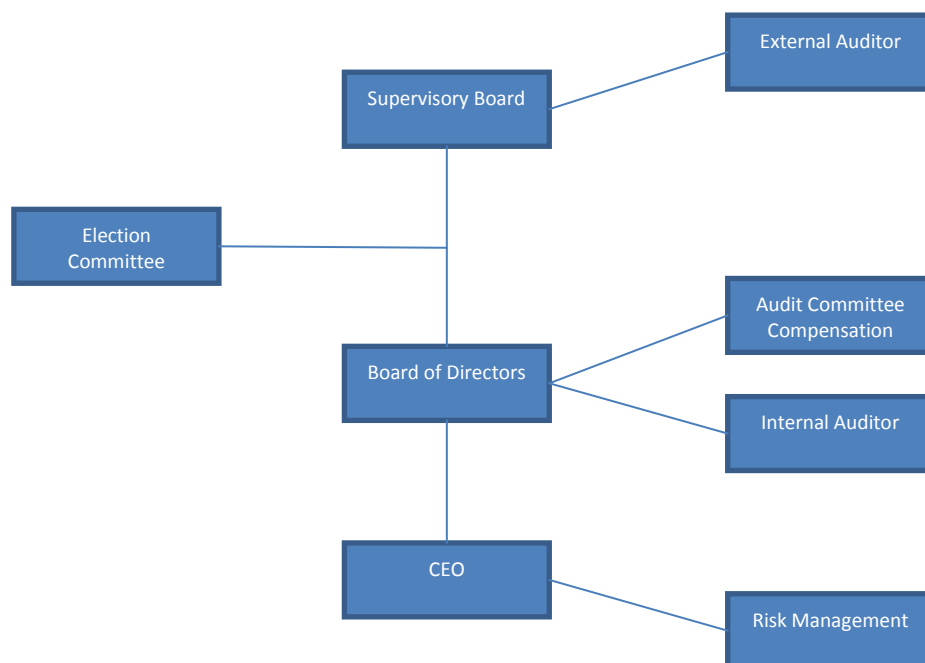 External Auditor
Supervisory Board
Election
Committee
Audit Committee
Compensation
Board of Directors
Internal Auditor
CEO
Risk Management